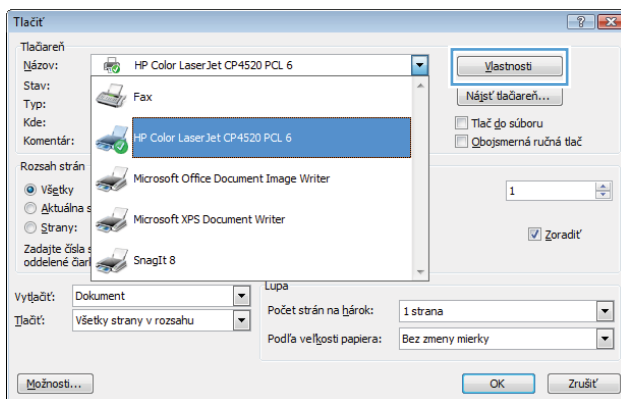 Tlačiť
Tlačiareň
Názov: HP Color LaserJet CP4520 PCL 6 Vlastnosti
Stav: Fax Nájsť tlačiareň...
Typ:
Kde: HP Color LaserJet CP4520 PCL 6 Tlač do súboru
Komentár: Obojsmerná ručná tlač
Rozsah strán Microsoft Office Document Image Writer
Všetky 1
Aktuálna s Microsoft XPS Document Writer
Strany: Zoradiť
Zadajte čísla s SnagIt 8
oddelené čiar
Vytlačiť: Dokument Lupa
Tlačiť: Všetky strany v rozsahu Počet strán na hárok: 1 strana
Podľa veľkosti papiera: Bez zmeny mierky
Možnosti... OK Zrušiť